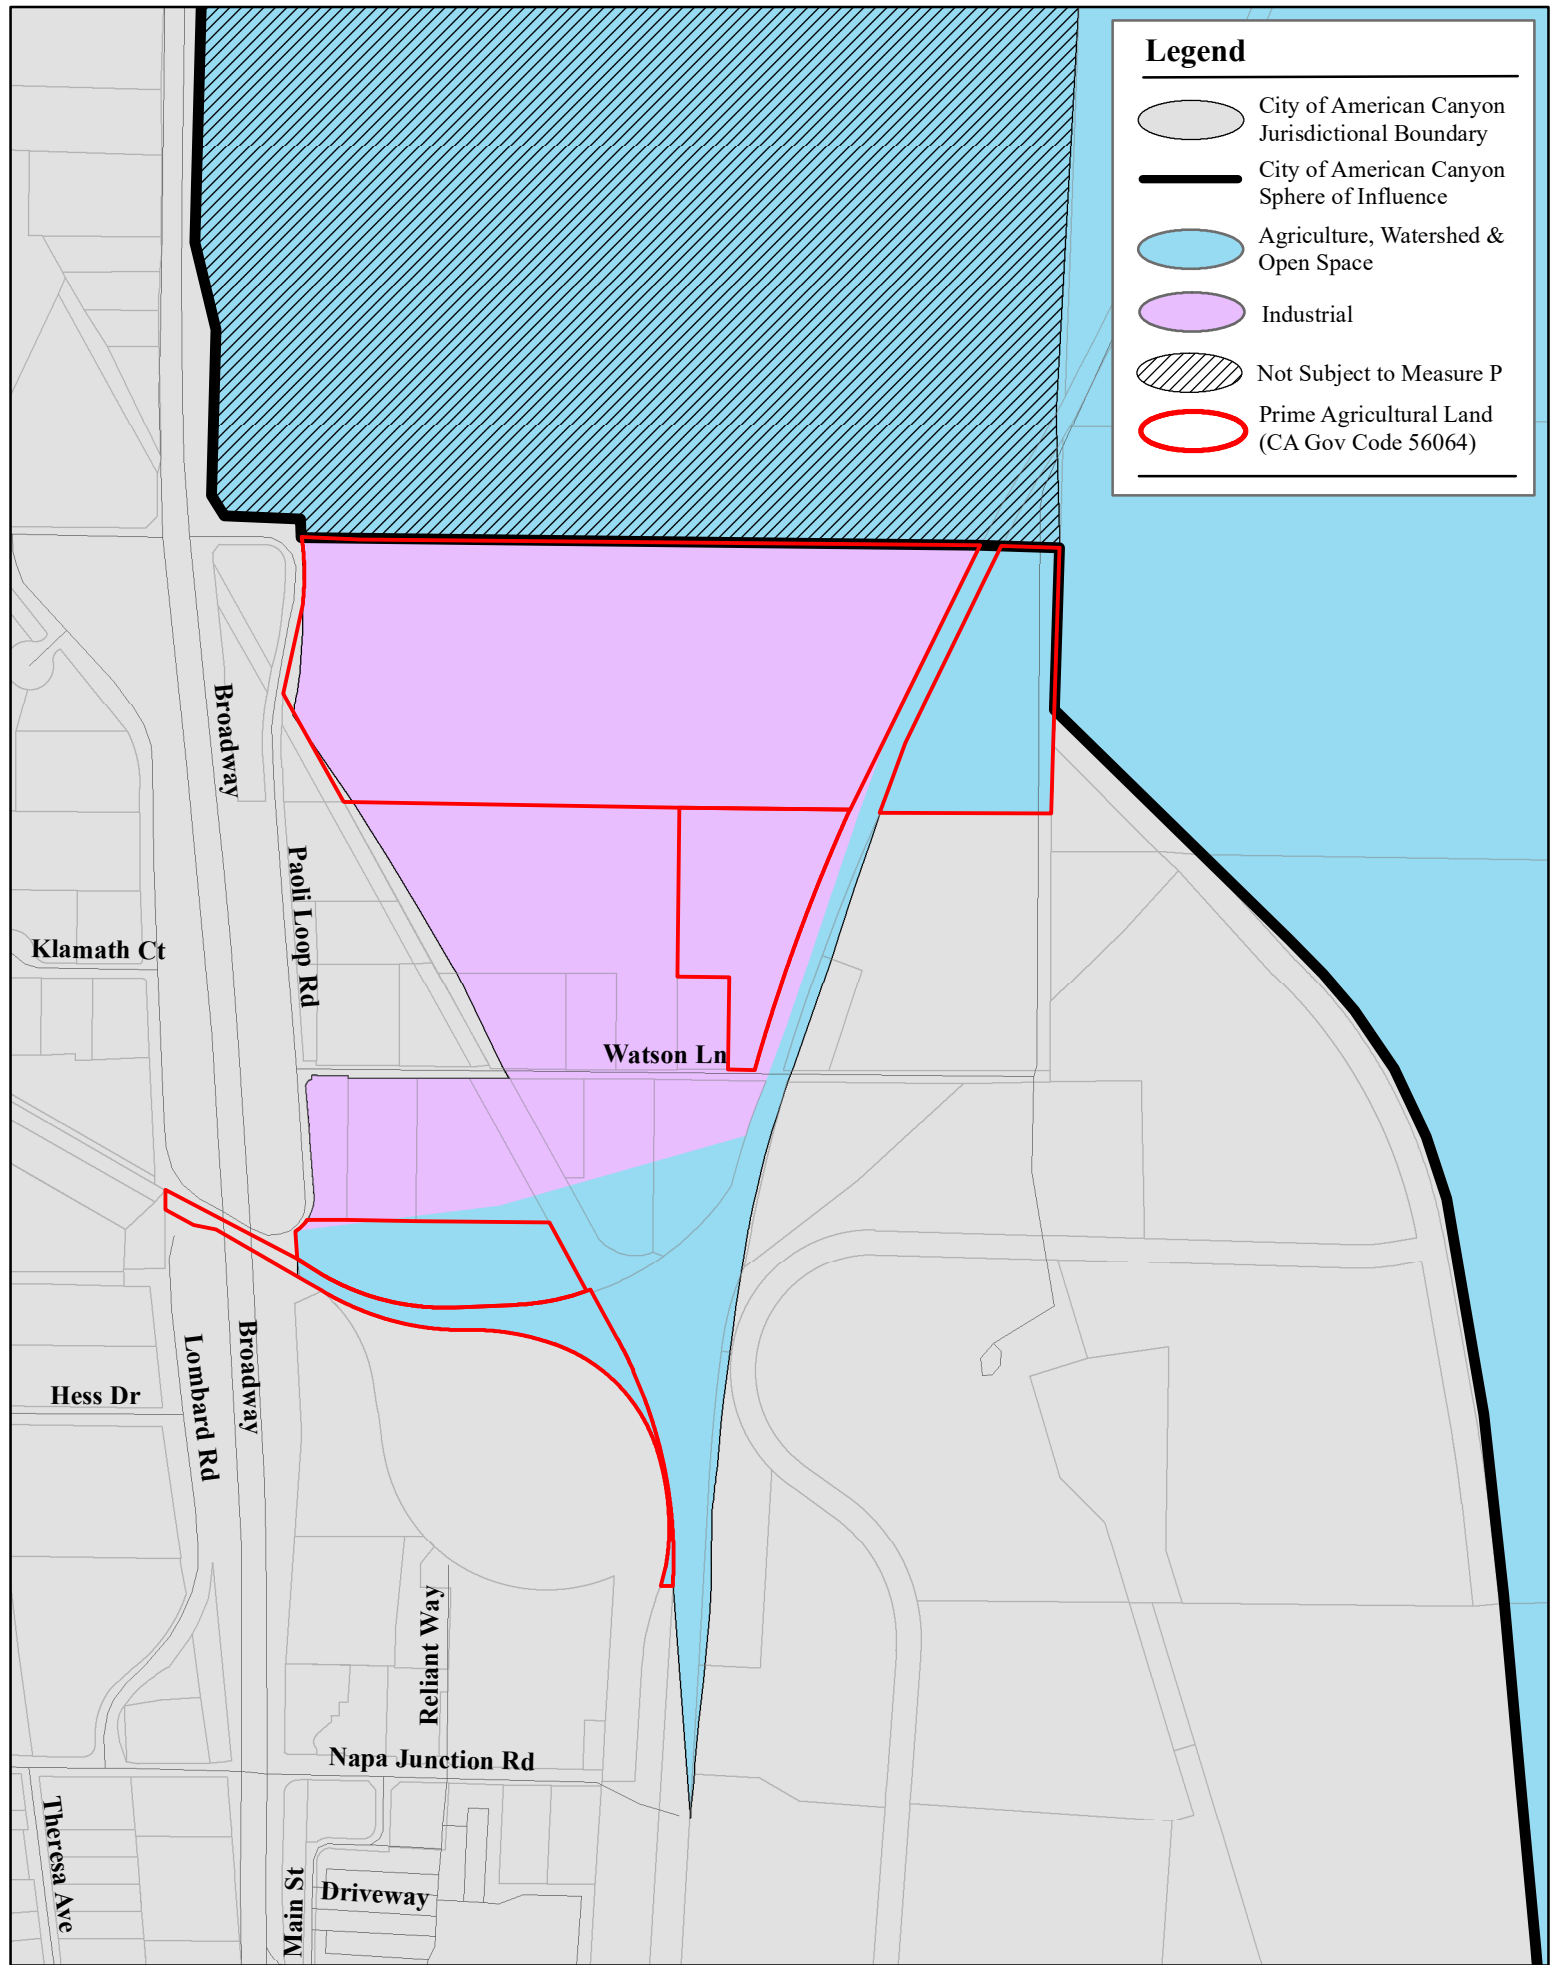 Legend
City of American Canyon
Jurisdictional Boundary
City of American Canyon
Sphere of Influence
Agriculture, Watershed &
Open Space
Industrial
Not Subject to Measure P
Prime Agricultural Land
(CA Gov Code 56064)
Broadway
Paoli Loop Rd
Klamath Ct
Watson Ln
Broadway
Lombard Rd
Hess Dr
Reliant Way
Napa Junction Rd
Theresa Ave
Main St
Driveway